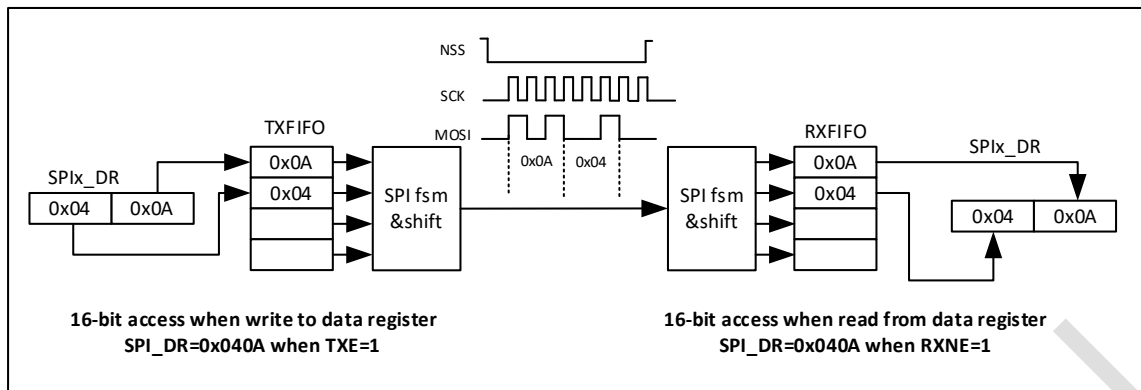 NSS
SCK
MOSI
0x0A 0x04
TXFIFO
0x0A
0x04
SPIx_DR
0x04 0x0A
SPI fsm
&shift
SPI fsm
&shift
RXFIFO
0x0A
0x04
SPIx_DR
0x04 0x0A
16-bit access when write to data register
SPI_DR=0x040A when TXE=1
16-bit access when read from data register
SPI_DR=0x040A when RXNE=1